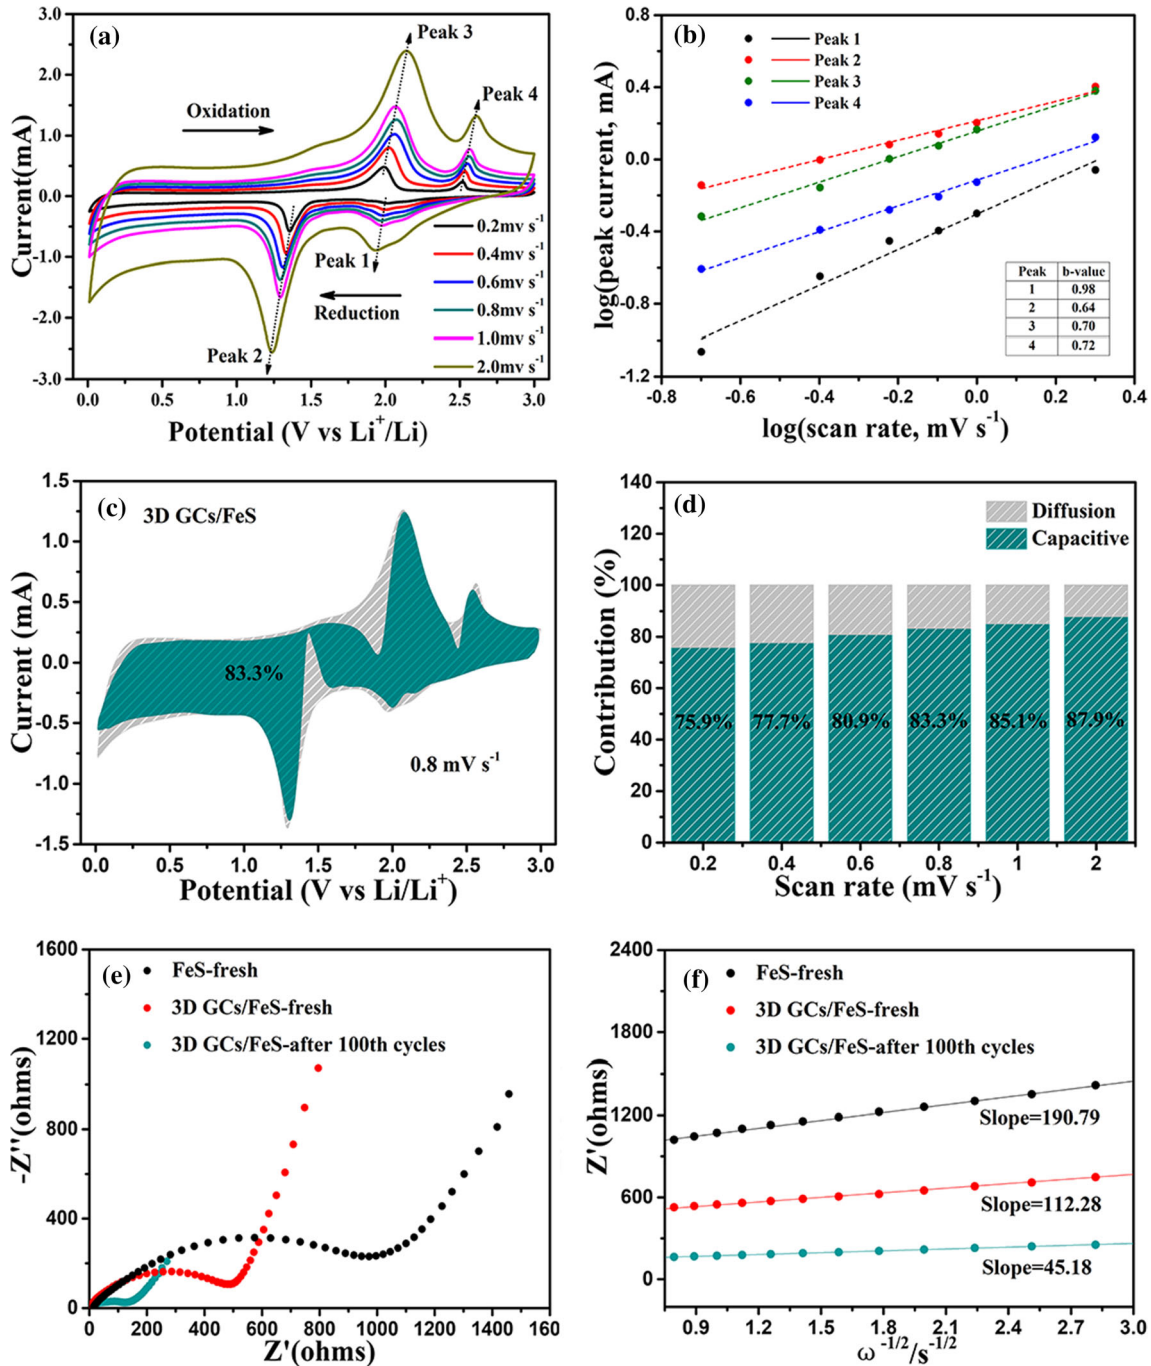 (a)
Peak 3
Peak 4
Oxidation
Peak 1
Reduction
Peak 2
0.2mv s⁻¹
0.4mv s⁻¹
0.6mv s⁻¹
0.8mv s⁻¹
1.0mv s⁻¹
2.0mv s⁻¹
3.0
2.0
1.0
0.0
-1.0
-2.0
-3.0
Current(mA)
0.0 0.5 1.0 1.5 2.0 2.5 3.0
Potential (V vs Li⁺/Li)
(b)
Peak 1
Peak 2
Peak 3
Peak 4
Peak b-value
1 0.98
2 0.64
3 0.70
4 0.72
0.8
0.4
0.0
-0.4
-0.8
-1.2
log(peak current, mA)
-0.8 -0.6 -0.4 -0.2 0.0 0.2 0.4
log(scan rate, mV s⁻¹)
(c)
3D GCs/FeS
83.3%
0.8 mV s⁻¹
1.5
1.0
0.5
0.0
-0.5
-1.0
-1.5
Current (mA)
0.0 0.5 1.0 1.5 2.0 2.5 3.0
Potential (V vs Li/Li⁺)
(d)
Diffusion
Capacitive
75.9% 77.7% 80.9% 83.3% 85.1% 87.9%
140
120
100
80
60
40
20
0
Contribution (%)
0.2 0.4 0.6 0.8 1 2
Scan rate (mV s⁻¹)
(e)
FeS-fresh
3D GCs/FeS-fresh
3D GCs/FeS-after 100th cycles
1600
1200
800
400
0
-Z''(ohms)
0 200 400 600 800 1000 1200 1400 160
Z'(ohms)
(f)
FeS-fresh
3D GCs/FeS-fresh
3D GCs/FeS-after 100th cycles
Slope=190.79
Slope=112.28
Slope=45.18
2400
1800
1200
600
0
Z'(ohms)
0.9 1.2 1.5 1.8 2.1 2.4 2.7 3.0
ω⁻¹/²/s⁻¹/²